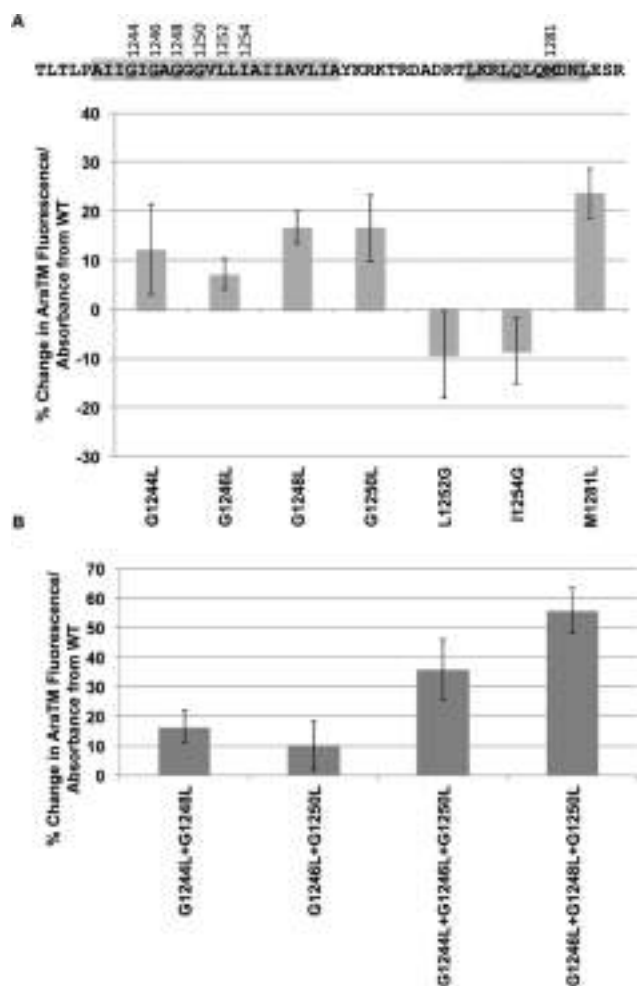 A
1244
1246
1248
1250
1252
1254
1281
TLTLPAIIGIGAGGGVLLIAIIAVLIAYKRKTRDADRTLKRLQLQMDNLESR
% Change in AraTM Fluorescence/
Absorbance from WT
40
30
20
10
0
-10
-20
-30
G1244L
G1246L
G1248L
G1250L
L1252G
I1254G
M1281L
B
% Change in AraTM Fluorescence/
Absorbance from WT
70
60
50
40
30
20
10
0
G1244L+G1248L
G1246L+G1250L
G1244L+G1246L+G1250L
G1246L+G1248L+G1250L